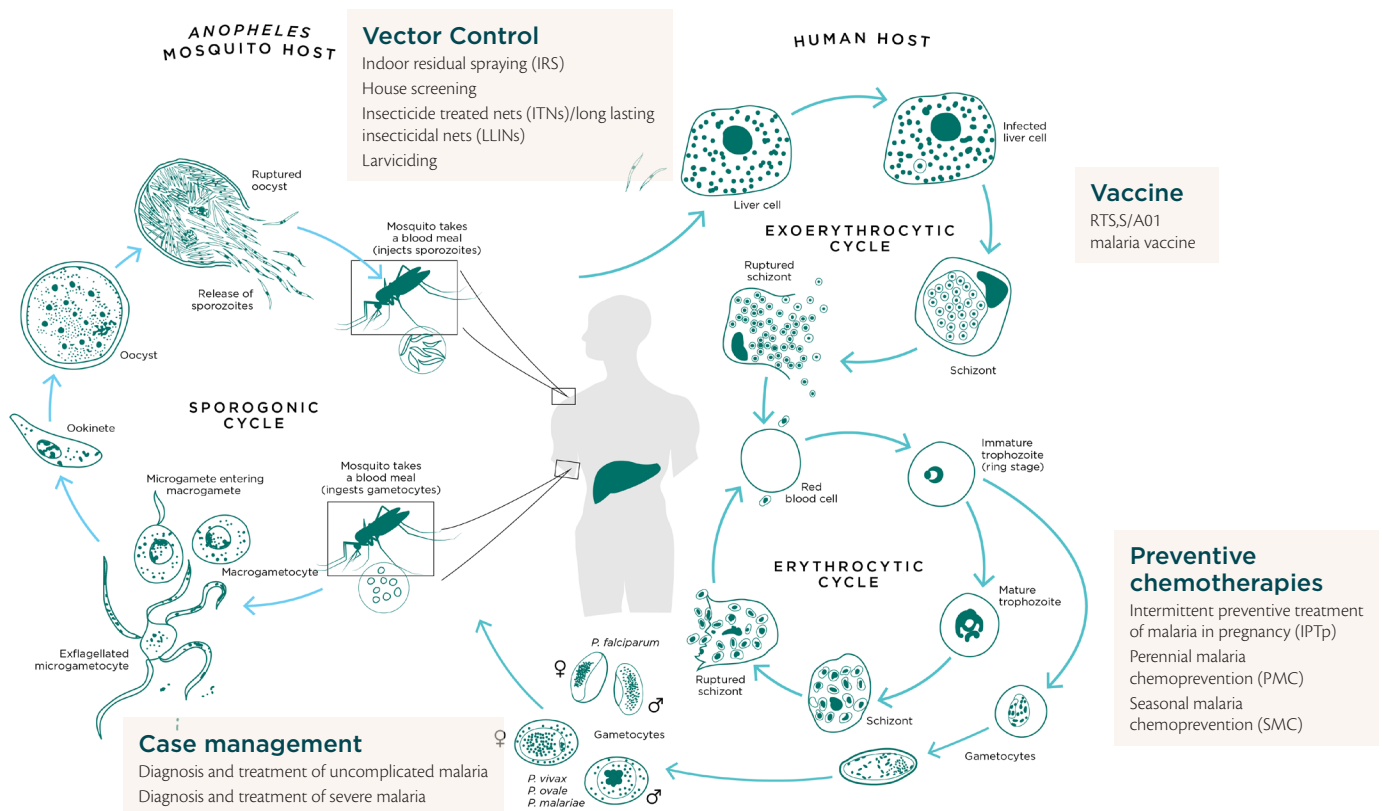 ANOPHELES
MOSQUITO HOST
Vector Control
Indoor residual spraying (IRS)
House screening
Insecticide treated nets (ITNs)/long lasting
insecticidal nets (LLINs)
Larviciding
HUMAN HOST
Infected
liver cell
Liver cell
Vaccine
RTS,S/A01
malaria vaccine
Ruptured
oocyst
Mosquito takes
a blood meal
(injects sporozoites)
EXOERYTHROCYTIC
CYCLE
Ruptured
schizont
Release of
sporozoites
Oocyst
Schizont
SPOROGONIC
CYCLE
Ookinete
Immature
trophozoite
(ring stage)
Mosquito takes
a blood meal
(ingests gametocytes)
Microgamete entering
macrogamete
Red
blood cell
Macrogametocyte
ERYTHROCYTIC
CYCLE
Preventive
chemotherapies
Intermittent preventive treatment
of malaria in pregnancy (IPTp)
Perennial malaria
chemoprevention (PMC)
Seasonal malaria
chemoprevention (SMC)
Mature
trophozoite
Exflagellated
microgametocyte
P. falciparum
♀
♂
Ruptured
schizont
Schizont
Gametocytes
♀
Gametocytes
Case management
Diagnosis and treatment of uncomplicated malaria
Diagnosis and treatment of severe malaria
P. vivax
P. ovale
P. malariae
♂